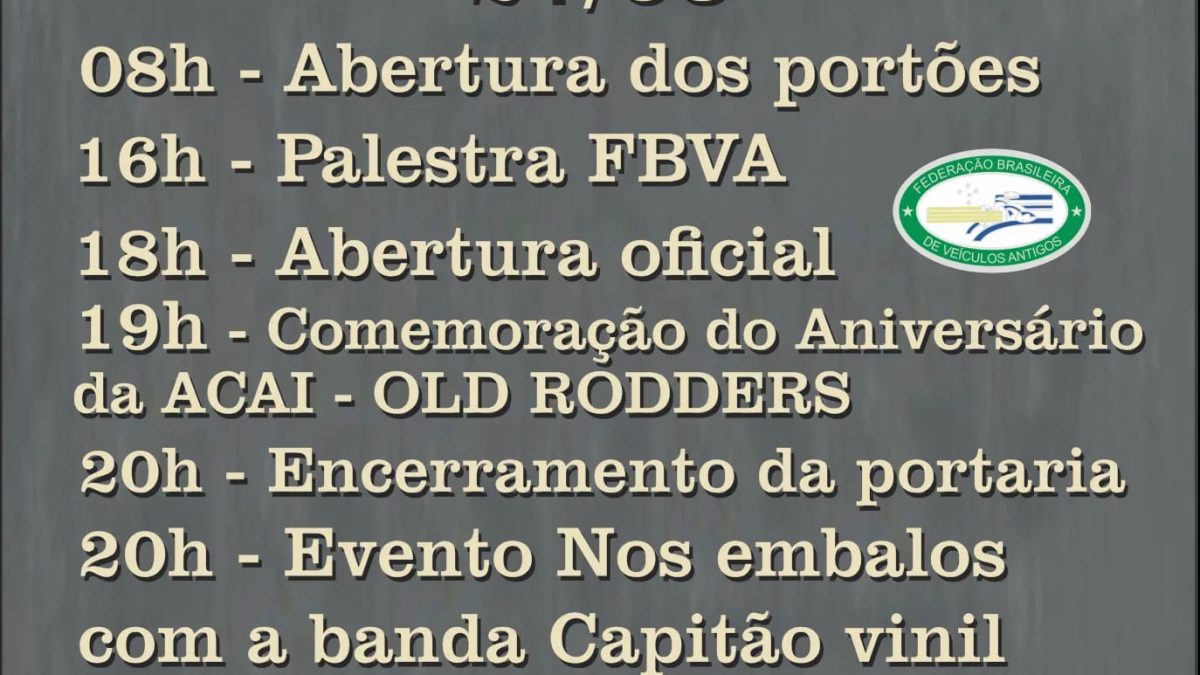 08h - Abertura dos portões
16h - Palestra FBVA
FEDERAÇÃO BRASILEIRA
DE VEÍCULOS ANTIGOS
18h - Abertura oficial
19h - Comemoração do Aniversário
da ACAI - OLD RODDERS
20h - Encerramento da portaria
20h - Evento Nos embalos
com a banda Capitão vinil